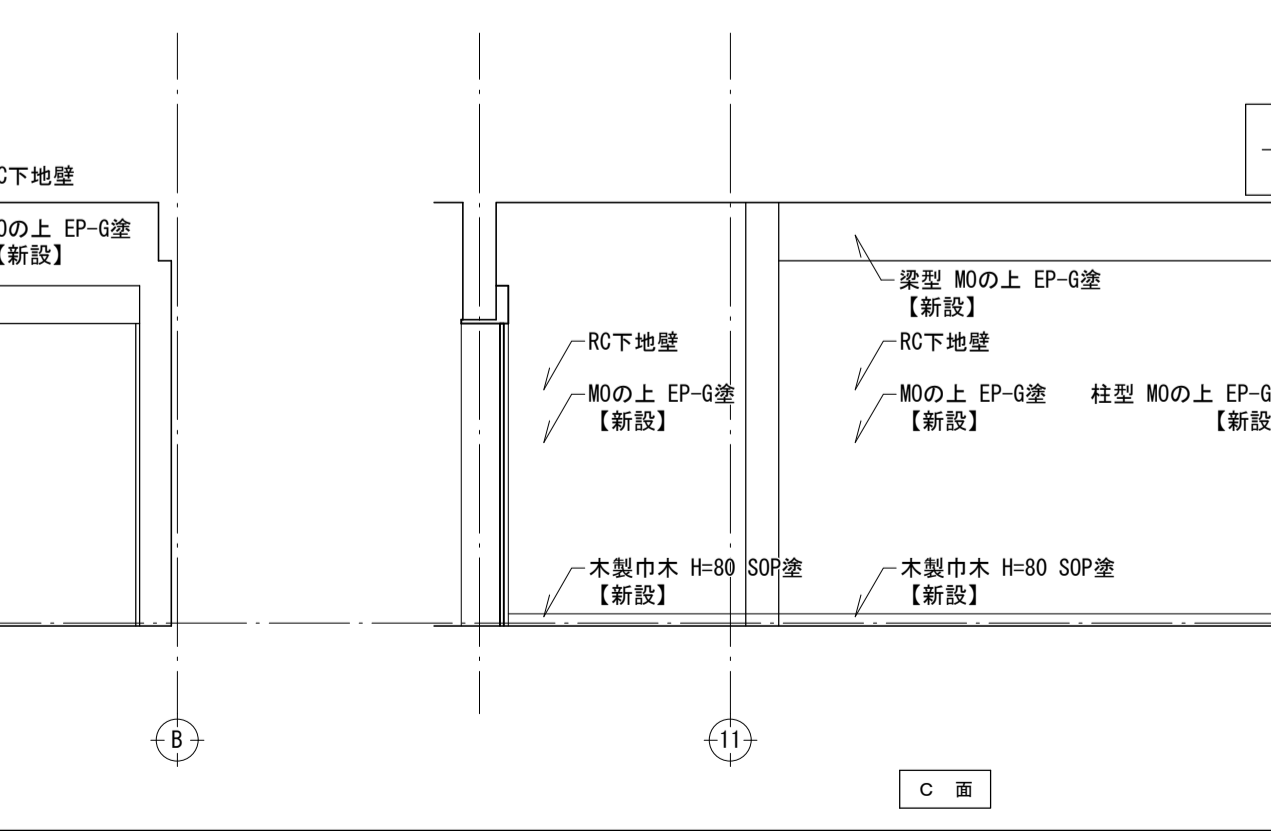 C下地壁
Oの上 EP-G塗
【新設】
梁型 MOの上 EP-G塗
【新設】
RC下地壁
RC下地壁
MOの上 EP-G塗
【新設】
MOの上 EP-G塗
【新設】
柱型 MOの上 EP-G
【新設
木製巾木 H=80 SOP塗
【新設】
木製巾木 H=80 SOP塗
【新設】
B
11
C 面